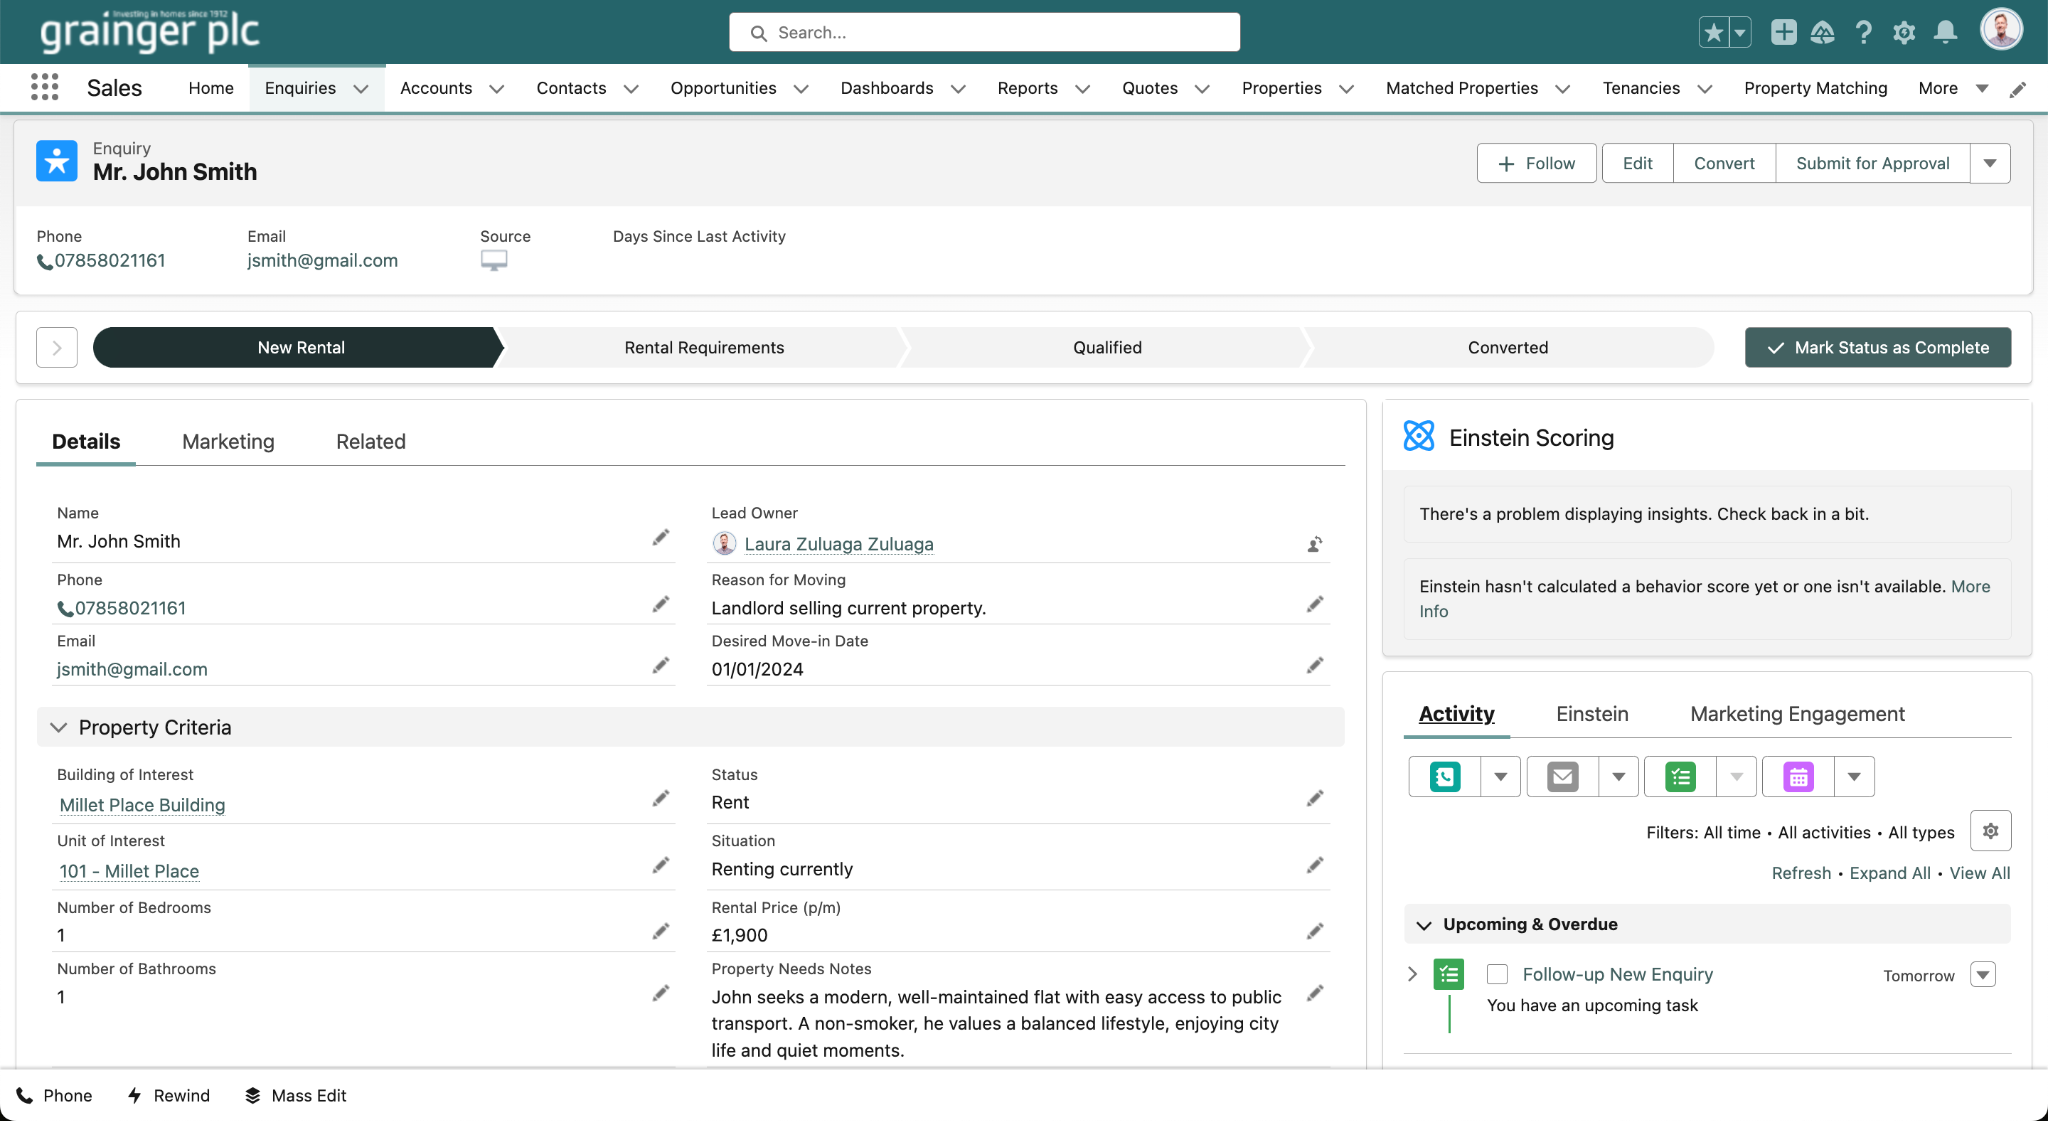 investing in homes since 1912
grainger plc
Search...
Sales
Home
Enquiries
Accounts
Contacts
Opportunities
Dashboards
Reports
Quotes
Properties
Matched Properties
Tenancies
Property Matching
More
Enquiry
Mr. John Smith
Follow
Edit
Convert
Submit for Approval
Phone
07858021161
Email
jsmith@gmail.com
Source
Days Since Last Activity
New Rental
Rental Requirements
Qualified
Converted
Mark Status as Complete
Details
Marketing
Related
Name
Mr. John Smith
Lead Owner
Laura Zuluaga Zuluaga
Phone
07858021161
Reason for Moving
Landlord selling current property.
Email
jsmith@gmail.com
Desired Move-in Date
01/01/2024
Property Criteria
Building of Interest
Millet Place Building
Status
Rent
Unit of Interest
101 - Millet Place
Situation
Renting currently
Number of Bedrooms
1
Rental Price (p/m)
£1,900
Number of Bathrooms
1
Property Needs Notes
John seeks a modern, well-maintained flat with easy access to public
transport. A non-smoker, he values a balanced lifestyle, enjoying city
life and quiet moments.
Einstein Scoring
There's a problem displaying insights. Check back in a bit.
Einstein hasn't calculated a behavior score yet or one isn't available. More
Info
Activity
Einstein
Marketing Engagement
Filters: All time • All activities • All types
Refresh • Expand All • View All
Upcoming & Overdue
Follow-up New Enquiry
Tomorrow
You have an upcoming task
Phone
Rewind
Mass Edit